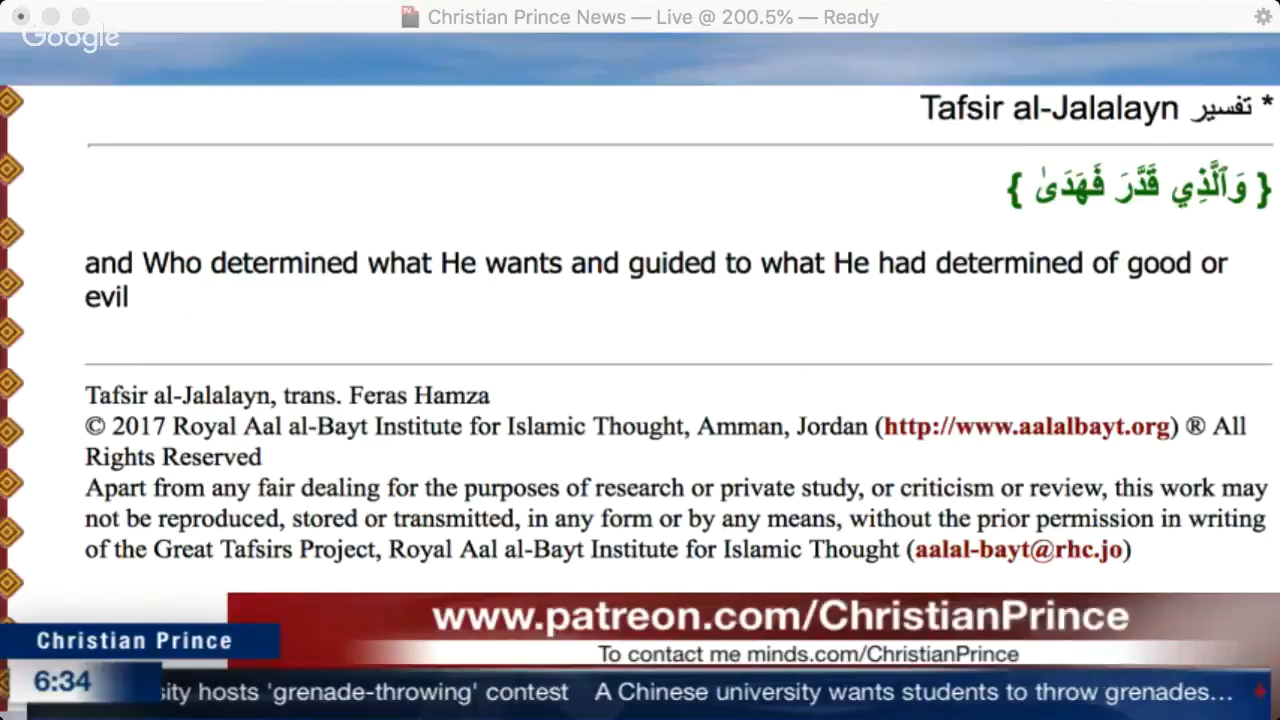 Christian Prince News — Live @ 200.5% — Ready
Google
* تفسير Tafsir al-Jalalayn
{ وَٱلَّذِي قَدَّرَ فَهَدَىٰ }
and Who determined what He wants and guided to what He had determined of good or
evil
Tafsir al-Jalalayn, trans. Feras Hamza
© 2017 Royal Aal al-Bayt Institute for Islamic Thought, Amman, Jordan (http://www.aalalbayt.org) ® All
Rights Reserved
Apart from any fair dealing for the purposes of research or private study, or criticism or review, this work may
not be reproduced, stored or transmitted, in any form or by any means, without the prior permission in writing
of the Great Tafsirs Project, Royal Aal al-Bayt Institute for Islamic Thought (aalal-bayt@rhc.jo)
www.patreon.com/ChristianPrince
Christian Prince
To contact me minds.com/ChristianPrince
6:34
sity hosts 'grenade-throwing' contest A Chinese university wants students to throw grenades...